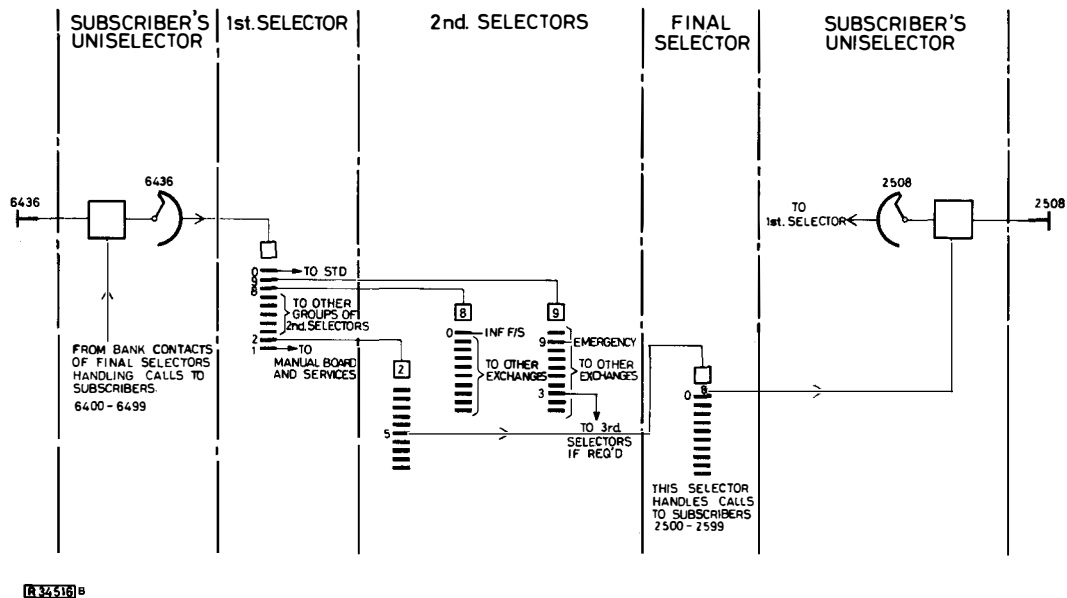 SUBSCRIBER'S
UNISELECTOR
1st. SELECTOR
2nd. SELECTORS
FINAL
SELECTOR
SUBSCRIBER'S
UNISELECTOR
6436
6436
2508
2508
TO
1st. SELECTOR
0
9
8
TO STD
TO OTHER
GROUPS OF
2nd. SELECTORS
2
1
TO
MANUAL BOARD
AND SERVICES
FROM BANK CONTACTS
OF FINAL SELECTORS
HANDLING CALLS TO
SUBSCRIBERS.
6400-6499
8
0
INF F/S
TO OTHER
EXCHANGES
9
9
EMERGENCY
TO OTHER
EXCHANGES
3
TO 3rd.
SELECTORS
IF REQ'D
2
5
8
0
THIS SELECTOR
HANDLES CALLS
TO SUBSCRIBERS
2500-2599
R 34516 B